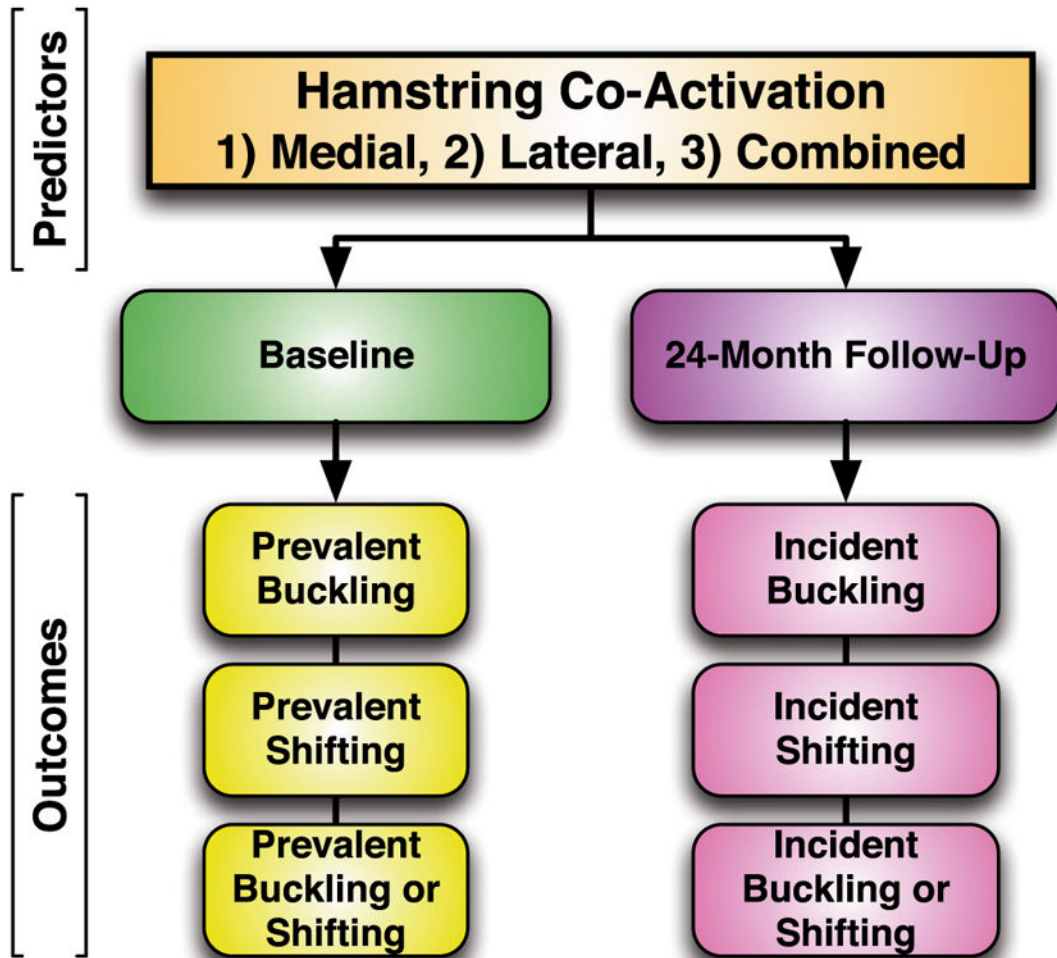 Predictors
Hamstring Co-Activation
1) Medial, 2) Lateral, 3) Combined
Baseline
24-Month Follow-Up
Outcomes
Prevalent
Buckling
Incident
Buckling
Prevalent
Shifting
Incident
Shifting
Prevalent
Buckling or
Shifting
Incident
Buckling or
Shifting